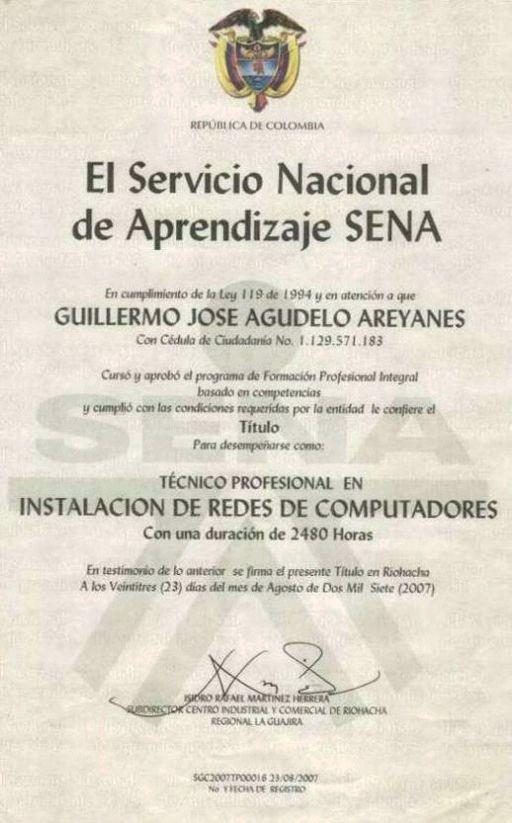 REPÚBLICA DE COLOMBIA
El Servicio Nacional
de Aprendizaje SENA
En cumplimiento de la Ley 119 de 1994 y en atención a que
GUILLERMO JOSE AGUDELO AREYANES
Con Cédula de Ciudadanía No. 1.129.571.183
Cursó y aprobó el programa de Formación Profesional Integral
basado en competencias
y cumplió con las condiciones requeridas por la entidad le confiere el
Título
Para desempeñarse como:
TÉCNICO PROFESIONAL EN
INSTALACION DE REDES DE COMPUTADORES
Con una duración de 2480 Horas
En testimonio de lo anterior se firma el presente Título en Riohacha
A los Veintitres (23) días del mes de Agosto de Dos Mil Siete (2007)
ISIDRO RAFAEL MARTINEZ HERRERA
SUBDIRECTOR CENTRO INDUSTRIAL Y COMERCIAL DE RIOHACHA
REGIONAL LA GUAJIRA
SGC2007TP00016 23/08/2007
No Y FECHA DE REGISTRO
SENA